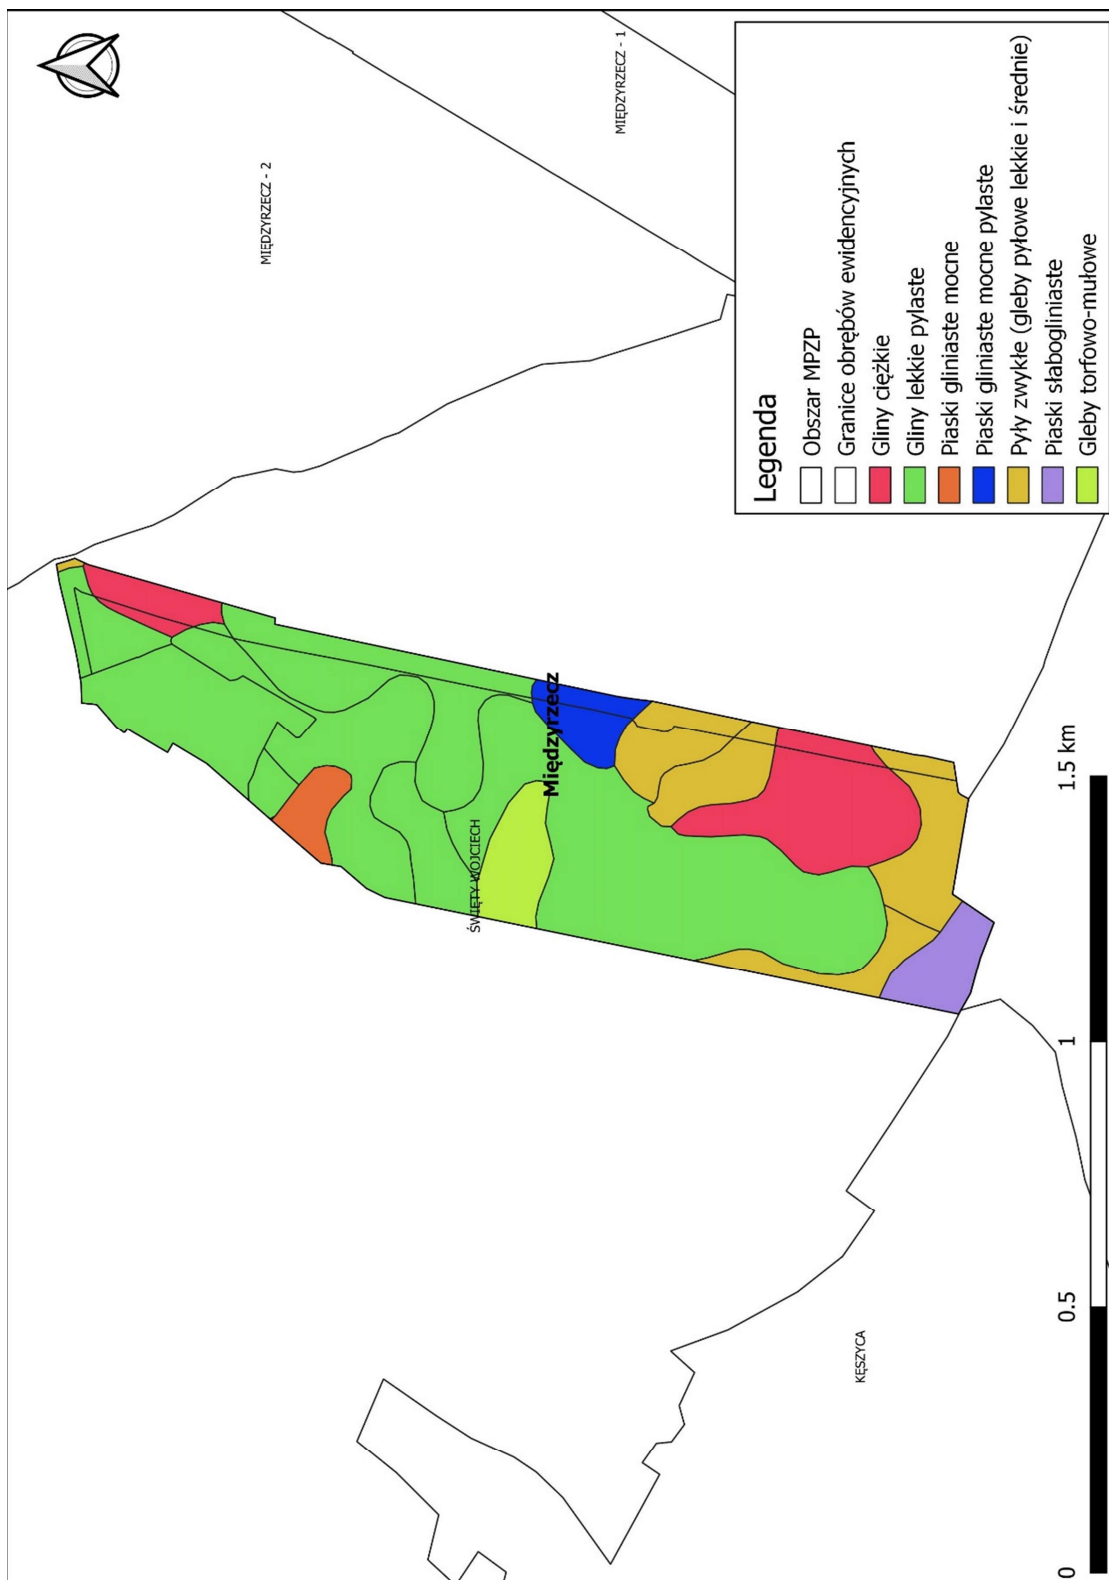 MIĘDZYRZECZ - 2
MIĘDZYRZECZ - 1
Międzyrzecz
ŚWIĘTY WOJCIECH
KĘSZYCA
Legenda
Obszar MPZP
Granice obrębów ewidencyjnych
Gliny ciężkie
Gliny lekkie pylaste
Piaski gliniaste mocne
Piaski gliniaste mocne pylaste
Pyły zwykłe (gleby pyłowe lekkie i średnie)
Piaski słabogliniaste
Gleby torfowo-mułowe
0 0.5 1 1.5 km